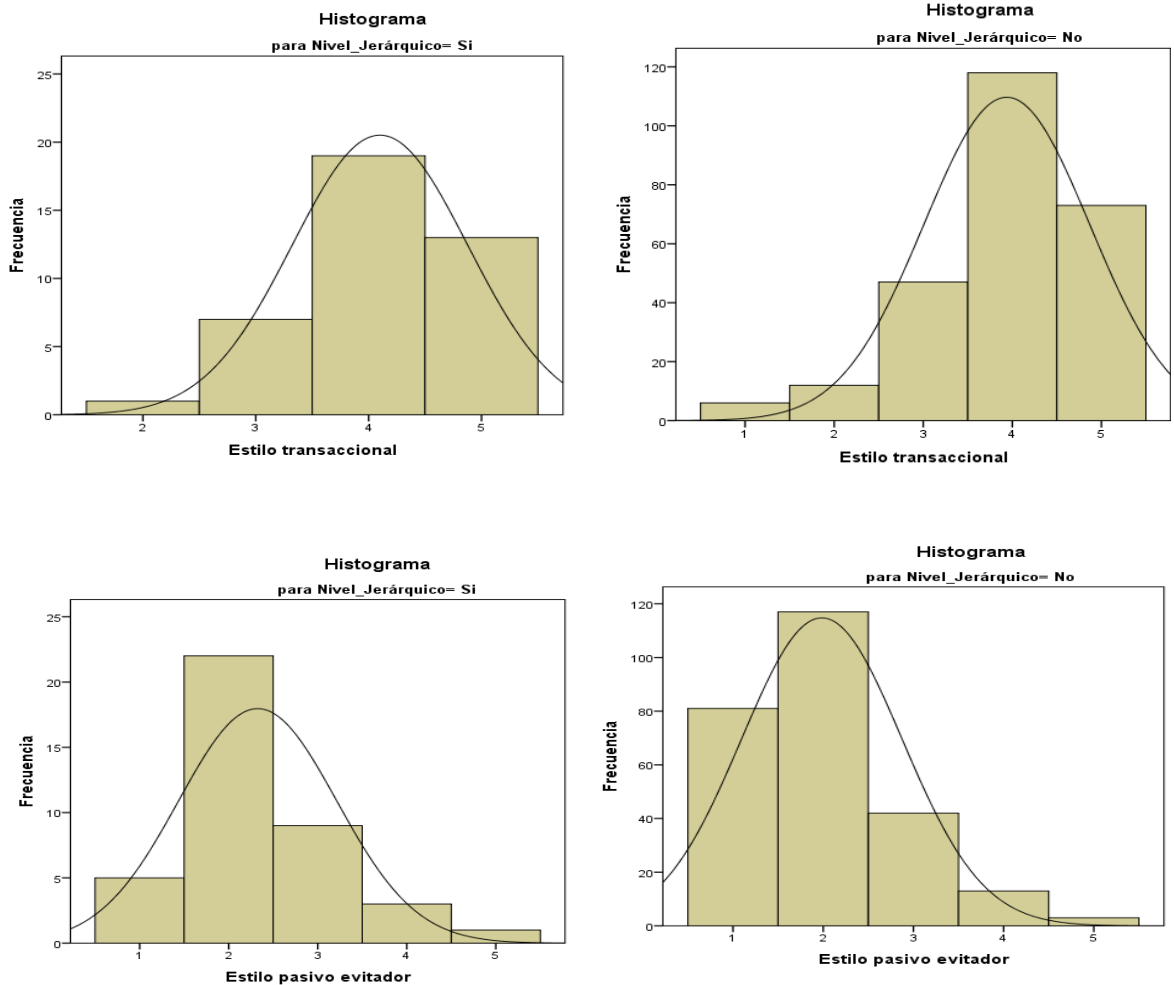 Histograma
para Nivel_Jerárquico= Si
Frecuencia
25
20
15
10
5
0
2
3
4
5
Estilo transaccional
Histograma
para Nivel_Jerárquico= No
Frecuencia
120
100
80
60
40
20
0
1
2
3
4
5
Estilo transaccional
Histograma
para Nivel_Jerárquico= Si
Frecuencia
25
20
15
10
5
0
1
2
3
4
5
Estilo pasivo evitador
Histograma
para Nivel_Jerárquico= No
Frecuencia
120
100
80
60
40
20
0
1
2
3
4
5
Estilo pasivo evitador